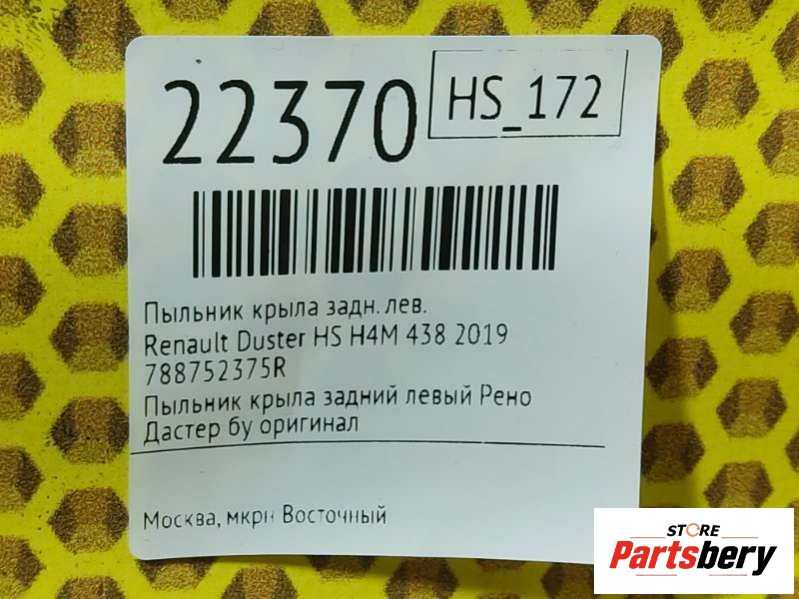 22370
HS_172
Пыльник крыла задн. лев.
Renault Duster HS H4M 438 2019
788752375R
Пыльник крыла задний левый Рено
Дастер бу оригинал
Москва, мкрн Восточный
STORE
Partsbery